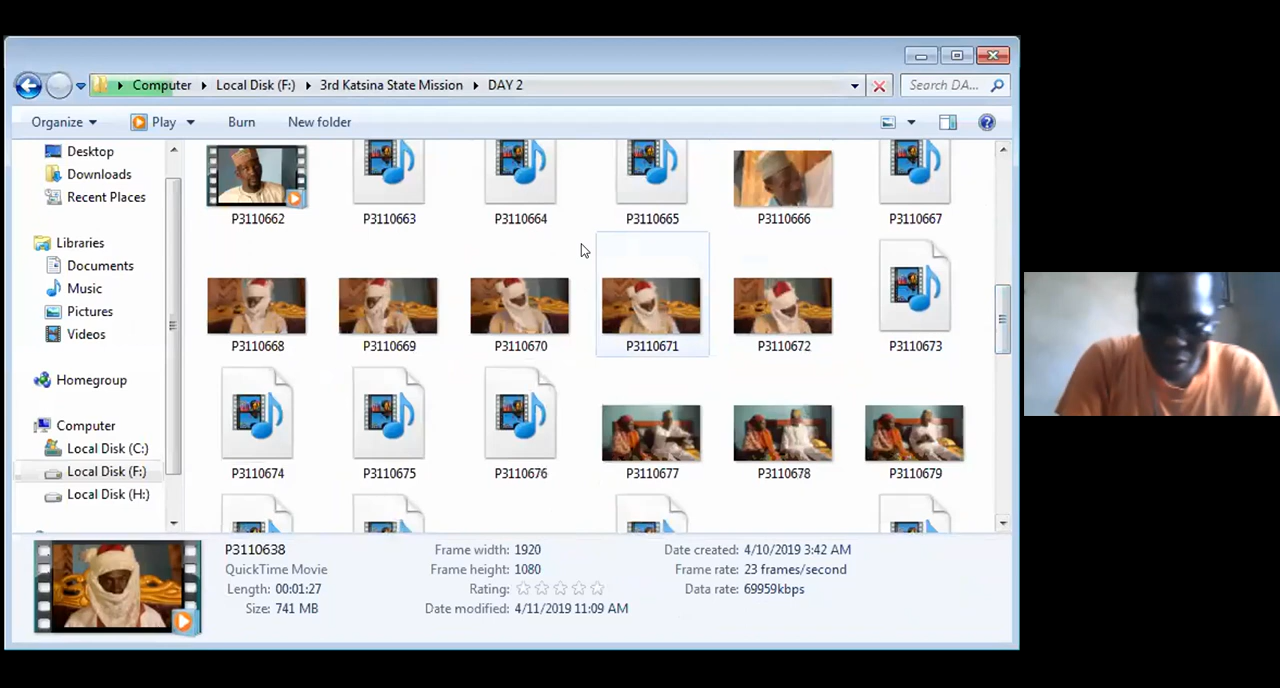 Computer Local Disk (F:) 3rd Katsina State Mission DAY 2 Search DA...
Organize Play Burn New folder
Desktop
Downloads
Recent Places
Libraries
Documents
Music
Pictures
Videos
Homegroup
Computer
Local Disk (C:)
Local Disk (F:)
Local Disk (H:)
P3110662 P3110663 P3110664 P3110665 P3110666 P3110667
P3110668 P3110669 P3110670 P3110671 P3110672 P3110673
P3110674 P3110675 P3110676 P3110677 P3110678 P3110679
P3110638 Frame width: 1920 Date created: 4/10/2019 3:42 AM
QuickTime Movie Frame height: 1080 Frame rate: 23 frames/second
Length: 00:01:27 Rating: Data rate: 69959kbps
Size: 741 MB Date modified: 4/11/2019 11:09 AM